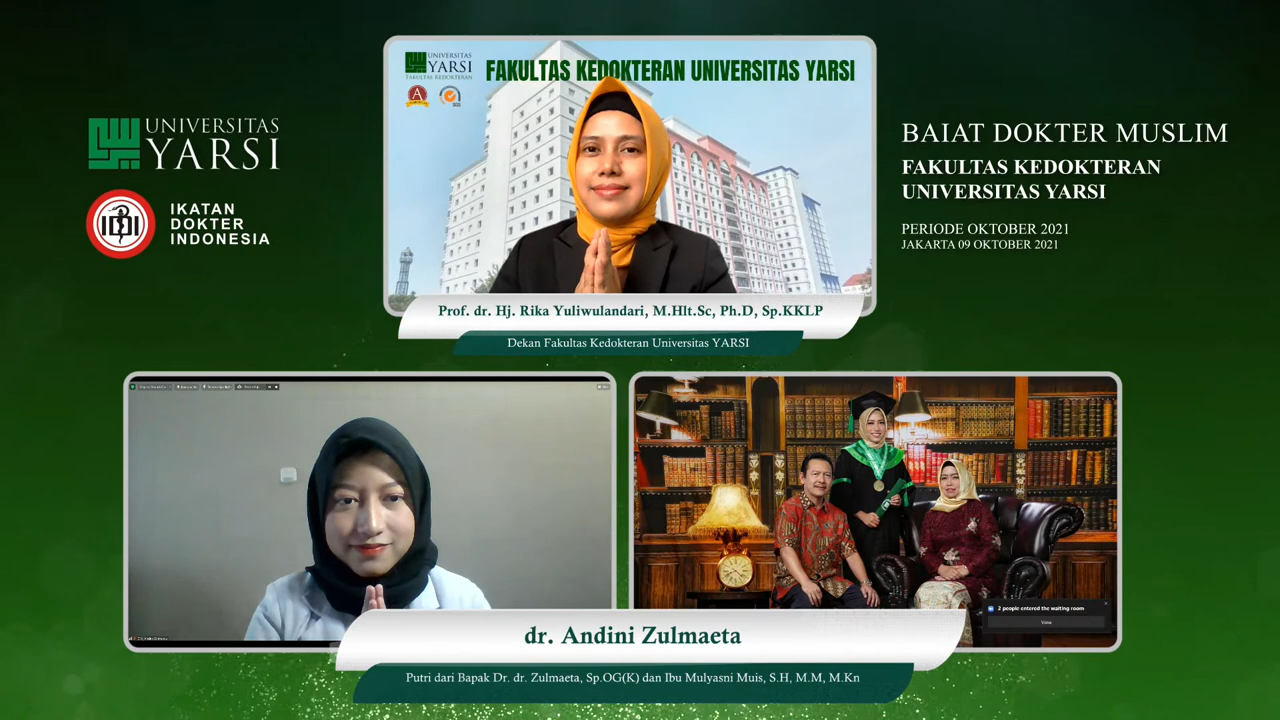 UNIVERSITAS
YARSI
IKATAN
DOKTER
INDONESIA
UNIVERSITAS
YARSI
FAKULTAS KEDOKTERAN
A
SGS
FAKULTAS KEDOKTERAN UNIVERSITAS YARSI
Prof. dr. Hj. Rika Yuliwulandari, M.Hlt.Sc, Ph.D, Sp.KKLP
Dekan Fakultas Kedokteran Universitas YARSI
BAIAT DOKTER MUSLIM
FAKULTAS KEDOKTERAN
UNIVERSITAS YARSI
PERIODE OKTOBER 2021
JAKARTA 09 OKTOBER 2021
2 people entered the waiting room
View
dr. Andini Zulmaeta
Putri dari Bapak Dr. dr. Zulmaeta, Sp.OG(K) dan Ibu Mulyasni Muis, S.H, M.M, M.Kn